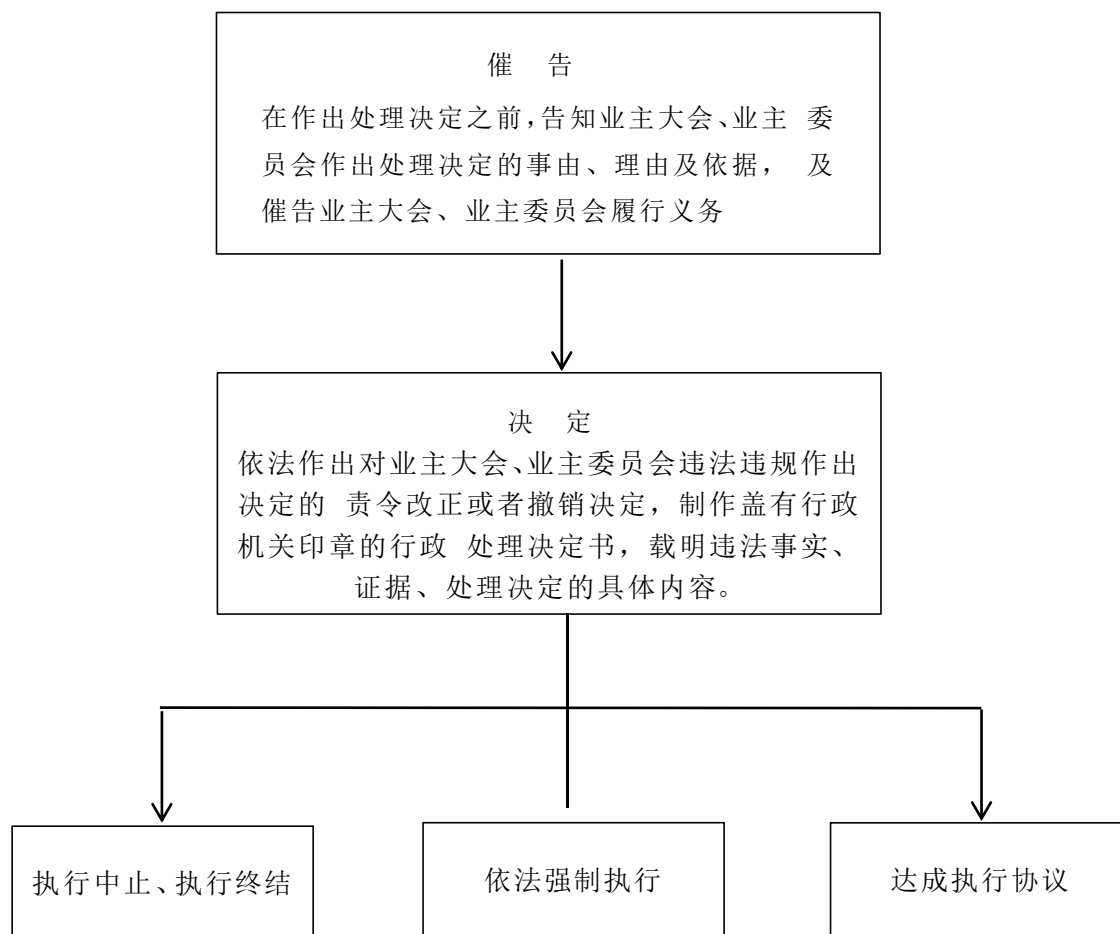 催 告
在作出处理决定之前，告知业主大会、业主 委
员会作出处理决定的事由、理由及依据， 及
催告业主大会、业主委员会履行义务
决 定
依法作出对业主大会、业主委员会违法违规作出
决定的 责令改正或者撤销决定，制作盖有行政
机关印章的行政 处理决定书，载明违法事实、
证据、处理决定的具体内容。
执行中止、执行终结
依法强制执行
达成执行协议